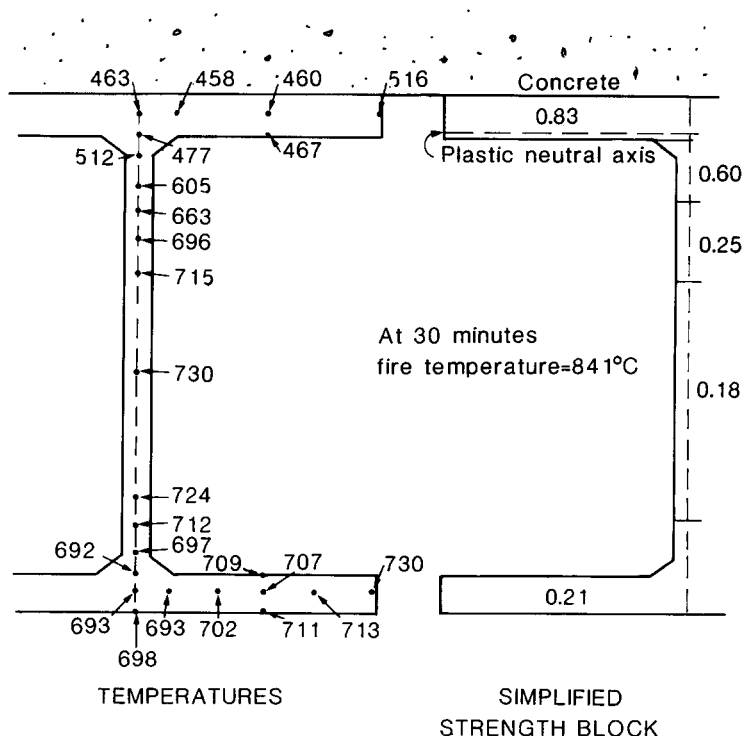 463 458 460 516 Concrete
0.83
512 477 467 Plastic neutral axis
605 0.60
663
696 0.25
715
At 30 minutes
730 fire temperature=841°C
0.18
724
712
692 697 709 707 730
0.21
693 693 702 711 713
698
TEMPERATURES SIMPLIFIED
STRENGTH BLOCK